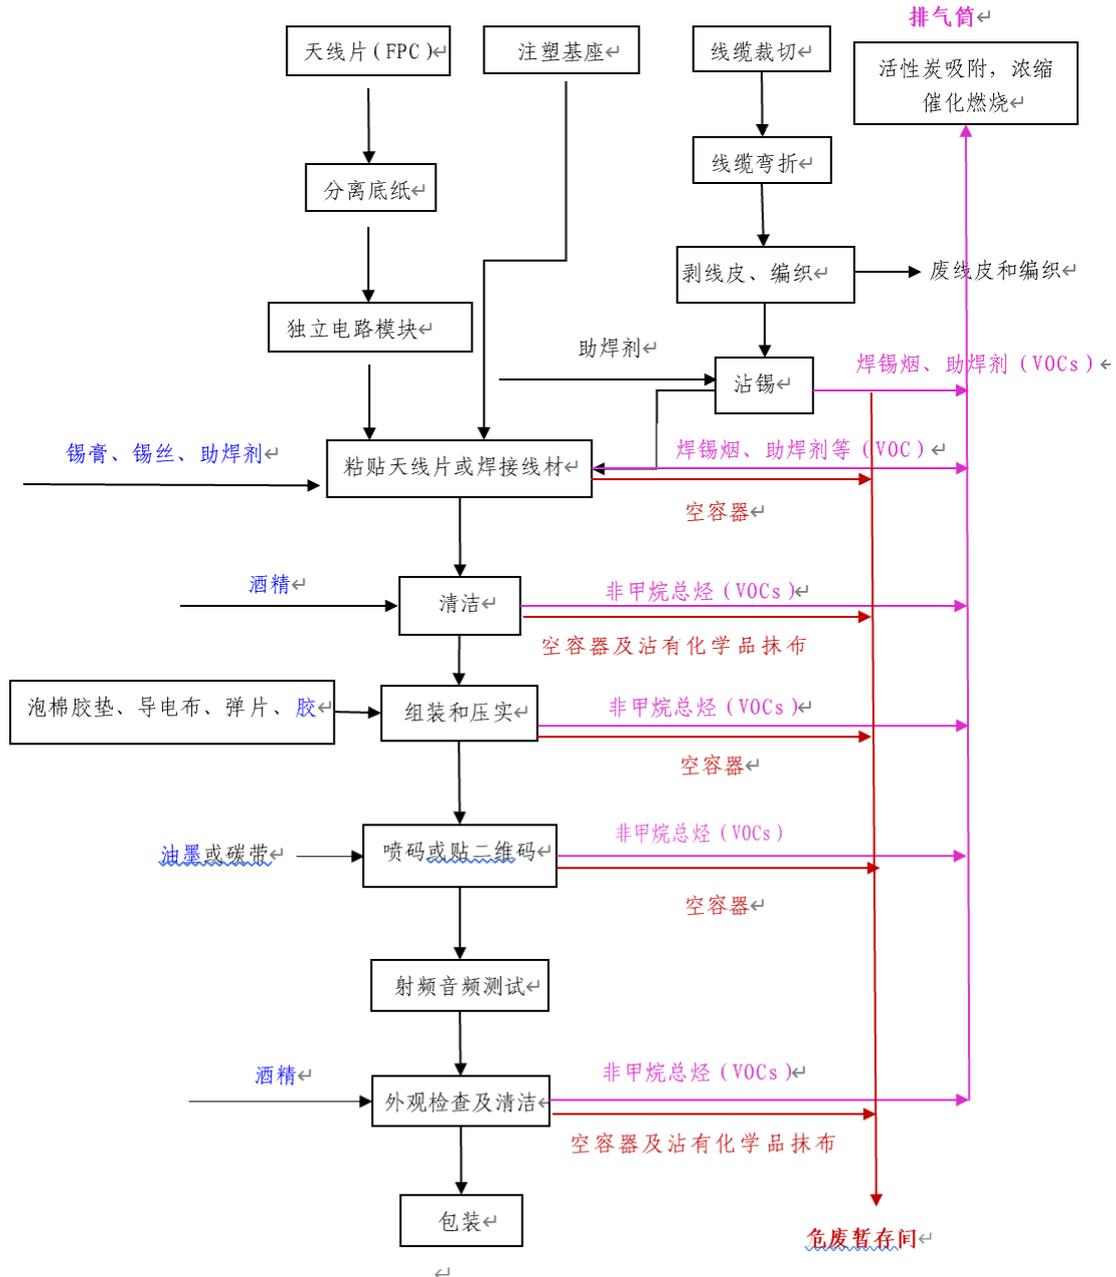 排气筒
天线片(FPC)
注塑基座
线缆裁切
活性炭吸附，浓缩
催化燃烧
线缆弯折
分离底纸
剥线皮、编织
废线皮和编织
独立电路模块
助焊剂
沾锡
焊锡烟、助焊剂（VOCs）
锡膏、锡丝、助焊剂
粘贴天线片或焊接线材
焊锡烟、助焊剂等（VOC）
空容器
酒精
清洁
非甲烷总烃（VOCs）
空容器及沾有化学品抹布
泡棉胶垫、导电布、弹片、胶
组装和压实
非甲烷总烃（VOCs）
空容器
油墨或碳带
喷码或贴二维码
非甲烷总烃（VOCs）
空容器
射频音频测试
酒精
外观检查及清洁
非甲烷总烃（VOCs）
空容器及沾有化学品抹布
包装
危废暂存间